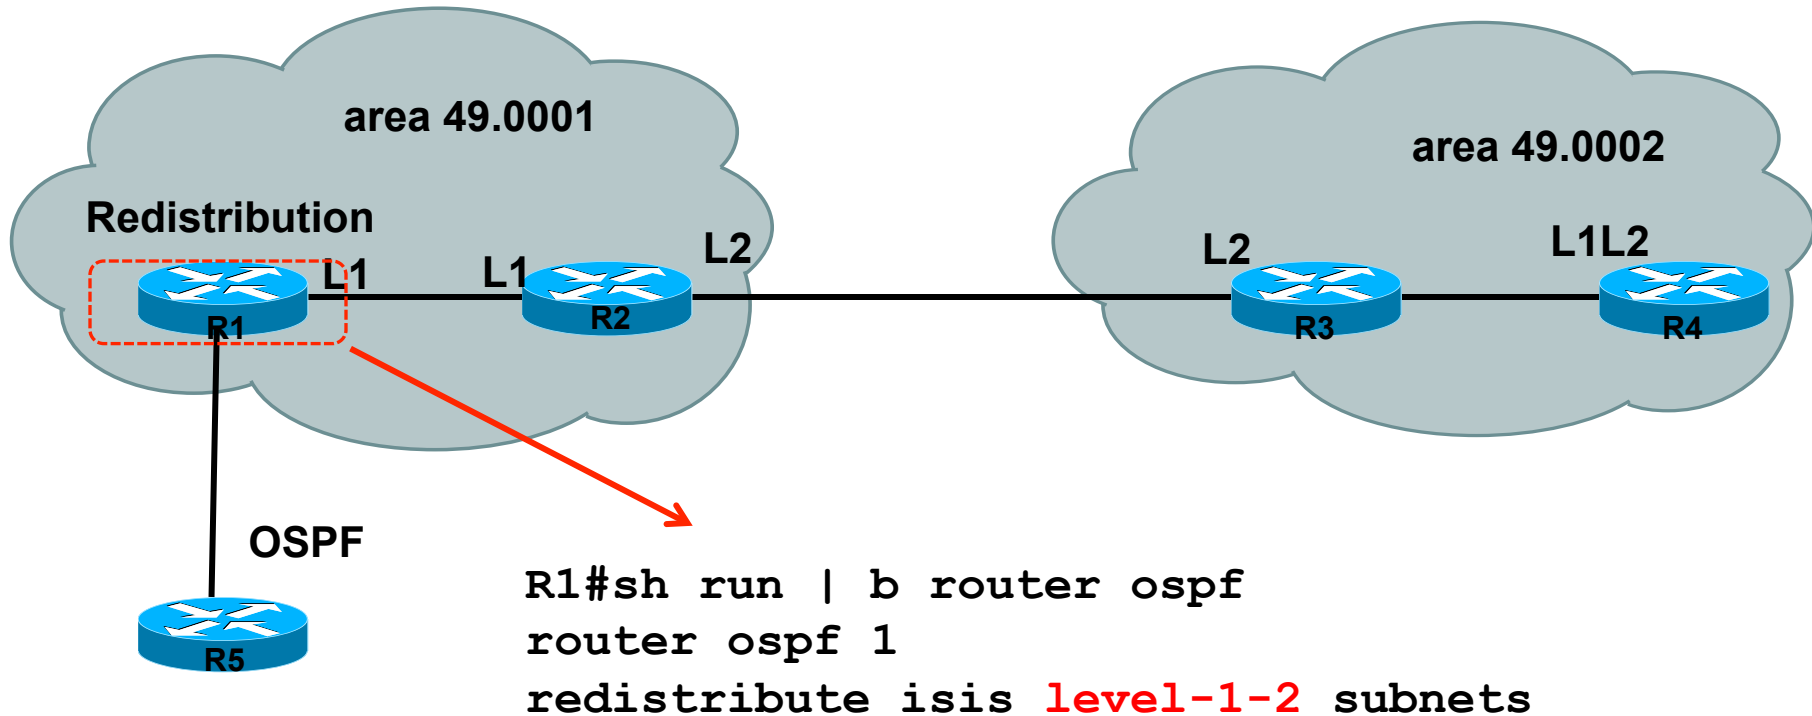 area 49.0001
area 49.0002
Redistribution
L1
L1
L2
L2
L1L2
R1
R2
R3
R4
OSPF
R5
R1#sh run | b router ospf
router ospf 1
redistribute isis level-1-2 subnets